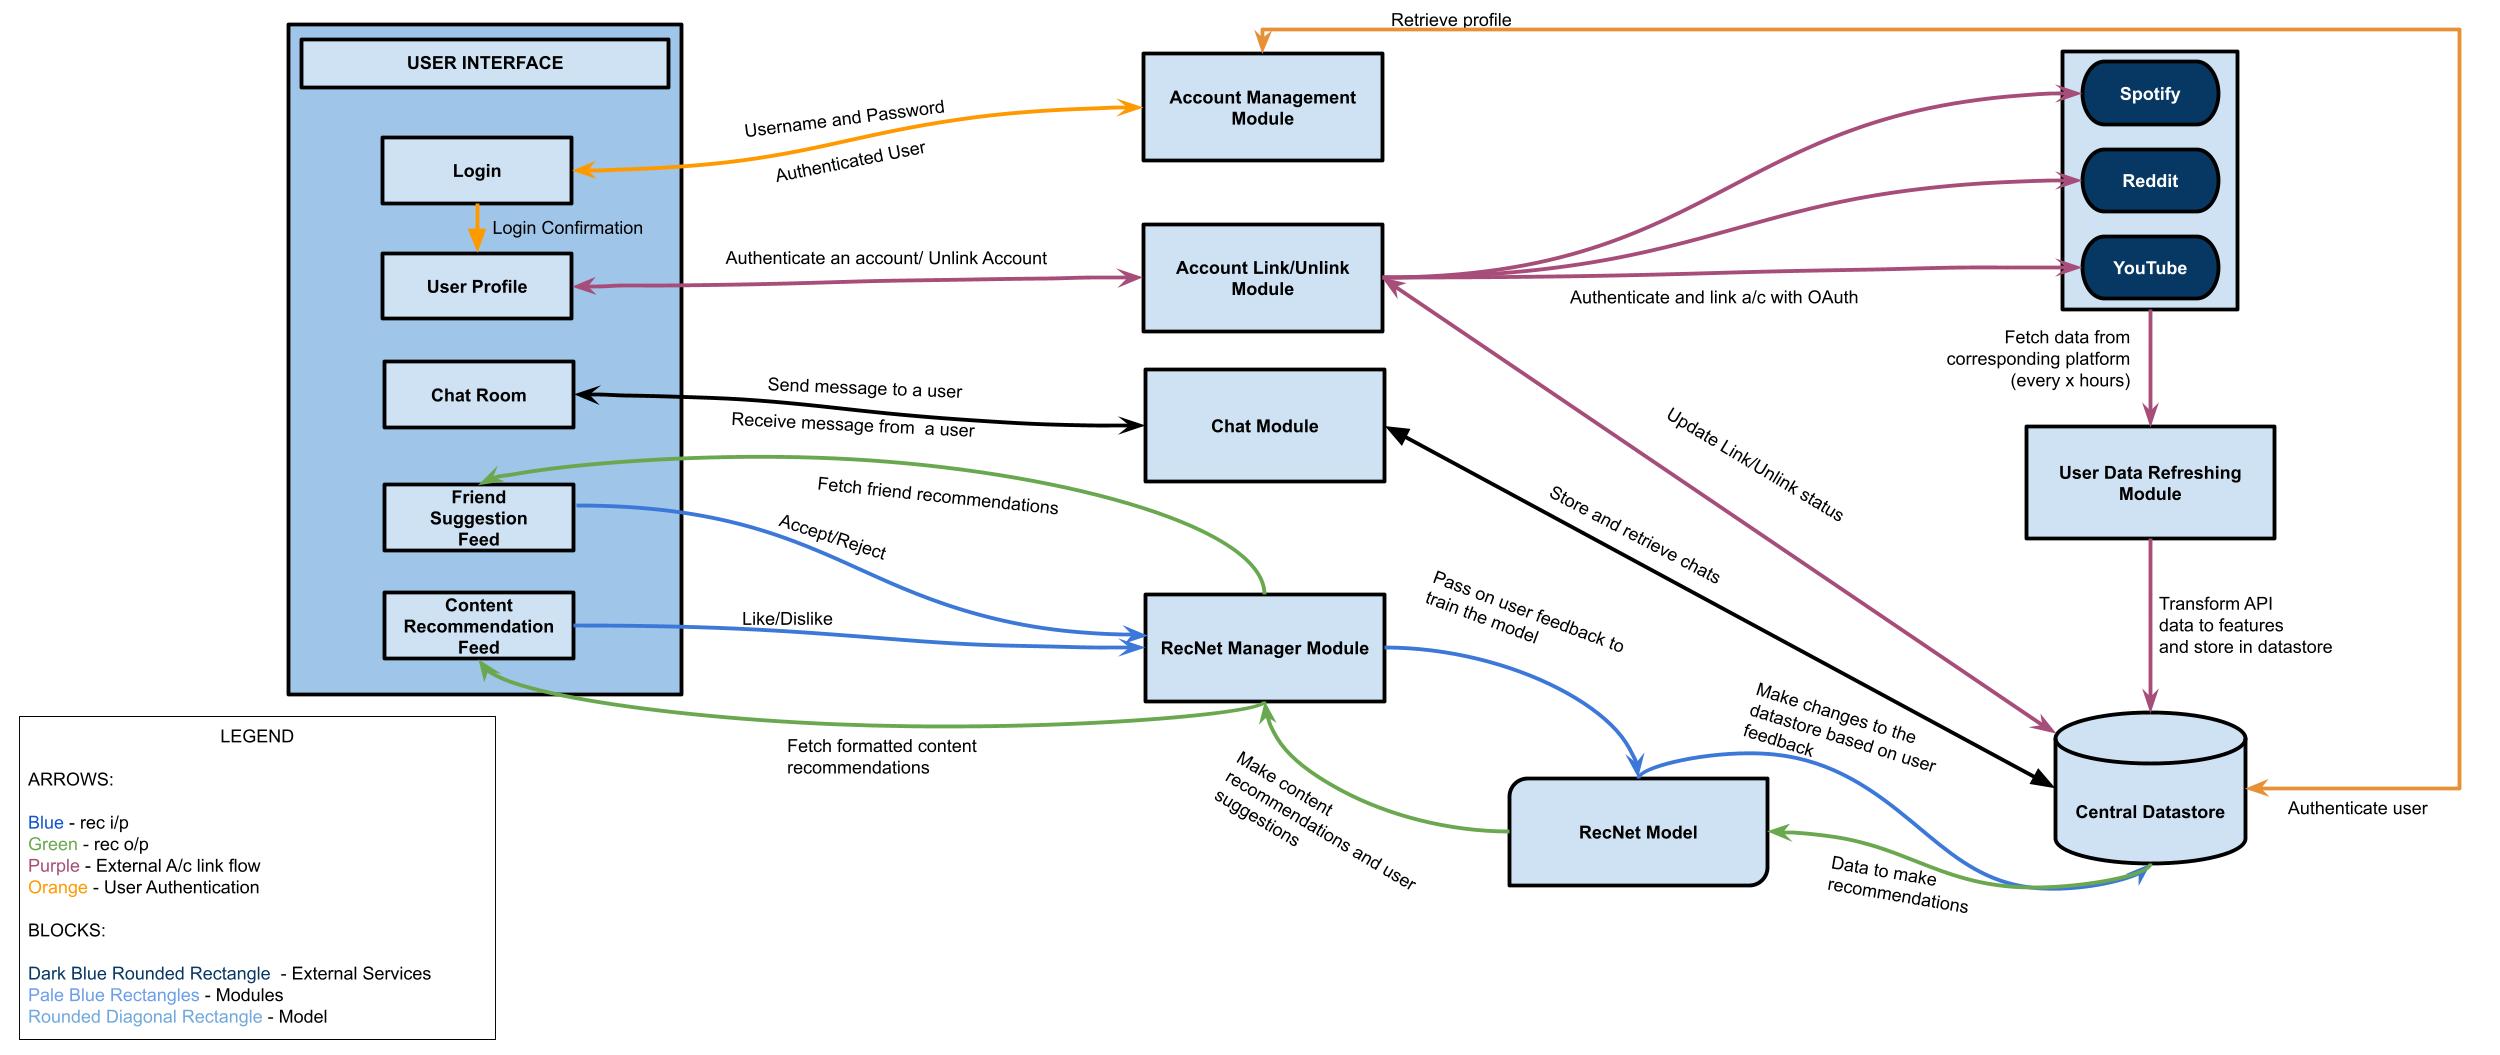 Retrieve profile
USER INTERFACE
Account Management
Module
Spotify
Username and Password
Authenticated User
Login
Reddit
Login Confirmation
User Profile
Authenticate an account/ Unlink Account
Account Link/Unlink
Module
YouTube
Authenticate and link a/c with OAuth
Fetch data from
corresponding platform
(every x hours)
Chat Room
Send message to a user
Receive message from  a user
Chat Module
Update Link/Unlink status
User Data Refreshing
Module
Friend
Suggestion
Feed
Fetch friend recommendations
Accept/Reject
Store and retrieve chats
Content
Recommendation
Feed
Like/Dislike
RecNet Manager Module
Pass on user feedback to
train the model
Transform API
data to features
and store in datastore
Make changes to the
datastore based on user
feedback
Fetch formatted content
recommendations
Make content
recommendations and user
suggestions
RecNet Model
Central Datastore
Authenticate user
Data to make
recommendations
LEGEND
ARROWS:
Blue - rec i/p
Green - rec o/p
Purple - External A/c link flow
Orange - User Authentication
BLOCKS:
Dark Blue Rounded Rectangle  - External Services
Pale Blue Rectangles - Modules
Rounded Diagonal Rectangle - Model